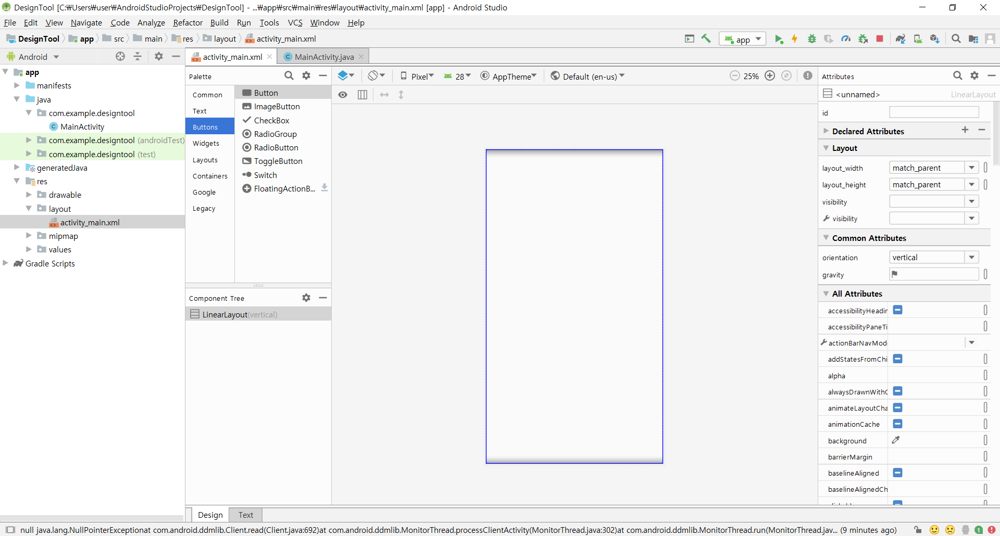 DesignTool [C:₩Users₩user₩AndroidStudioProjects₩DesignTool] - ...₩app₩src₩main₩res₩layout₩activity_main.xml [app] - Android Studio
File Edit View Navigate Code Analyze Refactor Build Run Tools VCS Window Help
DesignTool app src main res layout activity_main.xml
app
Android
activity_main.xml
MainActivity.java
app
manifests
java
com.example.designtool
MainActivity
com.example.designtool (androidTest)
com.example.designtool (test)
generatedJava
res
drawable
layout
activity_main.xml
mipmap
values
Gradle Scripts
Palette
Common
Text
Buttons
Widgets
Layouts
Containers
Google
Legacy
Button
ImageButton
CheckBox
RadioGroup
RadioButton
ToggleButton
Switch
FloatingActionB...
Component Tree
LinearLayout(vertical)
Pixel 28 AppTheme Default (en-us) 25%
Attributes
<unnamed> LinearLayout
id
Declared Attributes
Layout
layout_width match_parent
layout_height match_parent
visibility
visibility
Common Attributes
orientation vertical
gravity
All Attributes
accessibilityHeadin
accessibilityPaneTi
actionBarNavMod
addStatesFromChi
alpha
alwaysDrawnWithC
animateLayoutCha
animationCache
background
barrierMargin
baselineAligned
baselineAlignedCh
Design Text
null java.lang.NullPointerExceptionat com.android.ddmlib.Client.read(Client.java:692)at com.android.ddmlib.MonitorThread.processClientActivity(MonitorThread.java:302)at com.android.ddmlib.MonitorThread.run(MonitorThread.jav... (9 minutes ago)
1